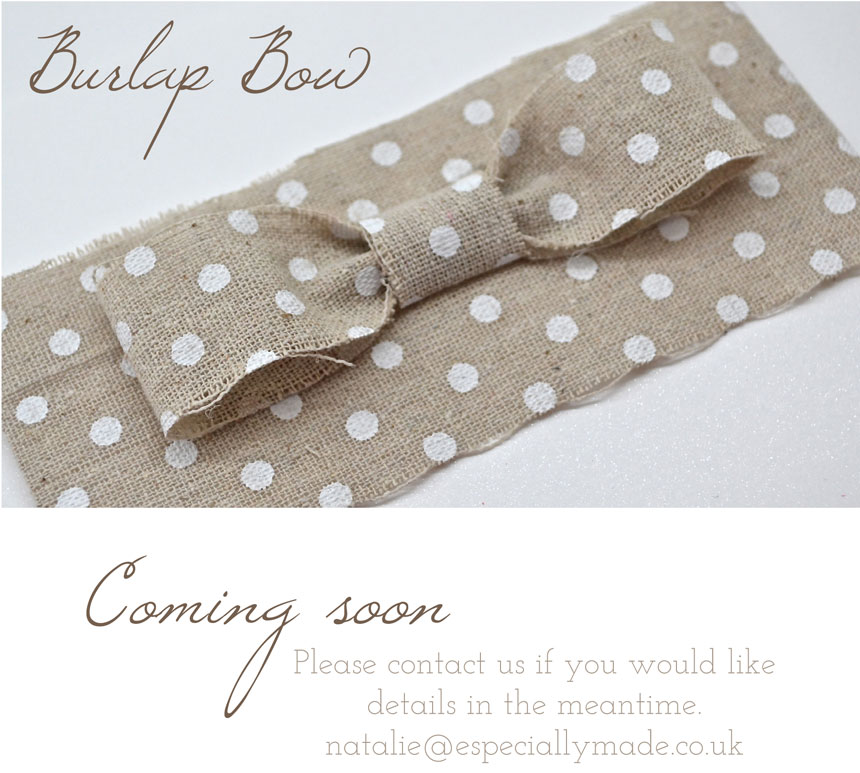 Burlap Bow
Coming soon
Please contact us if you would like
details in the meantime.
natalie@especiallymade.co.uk